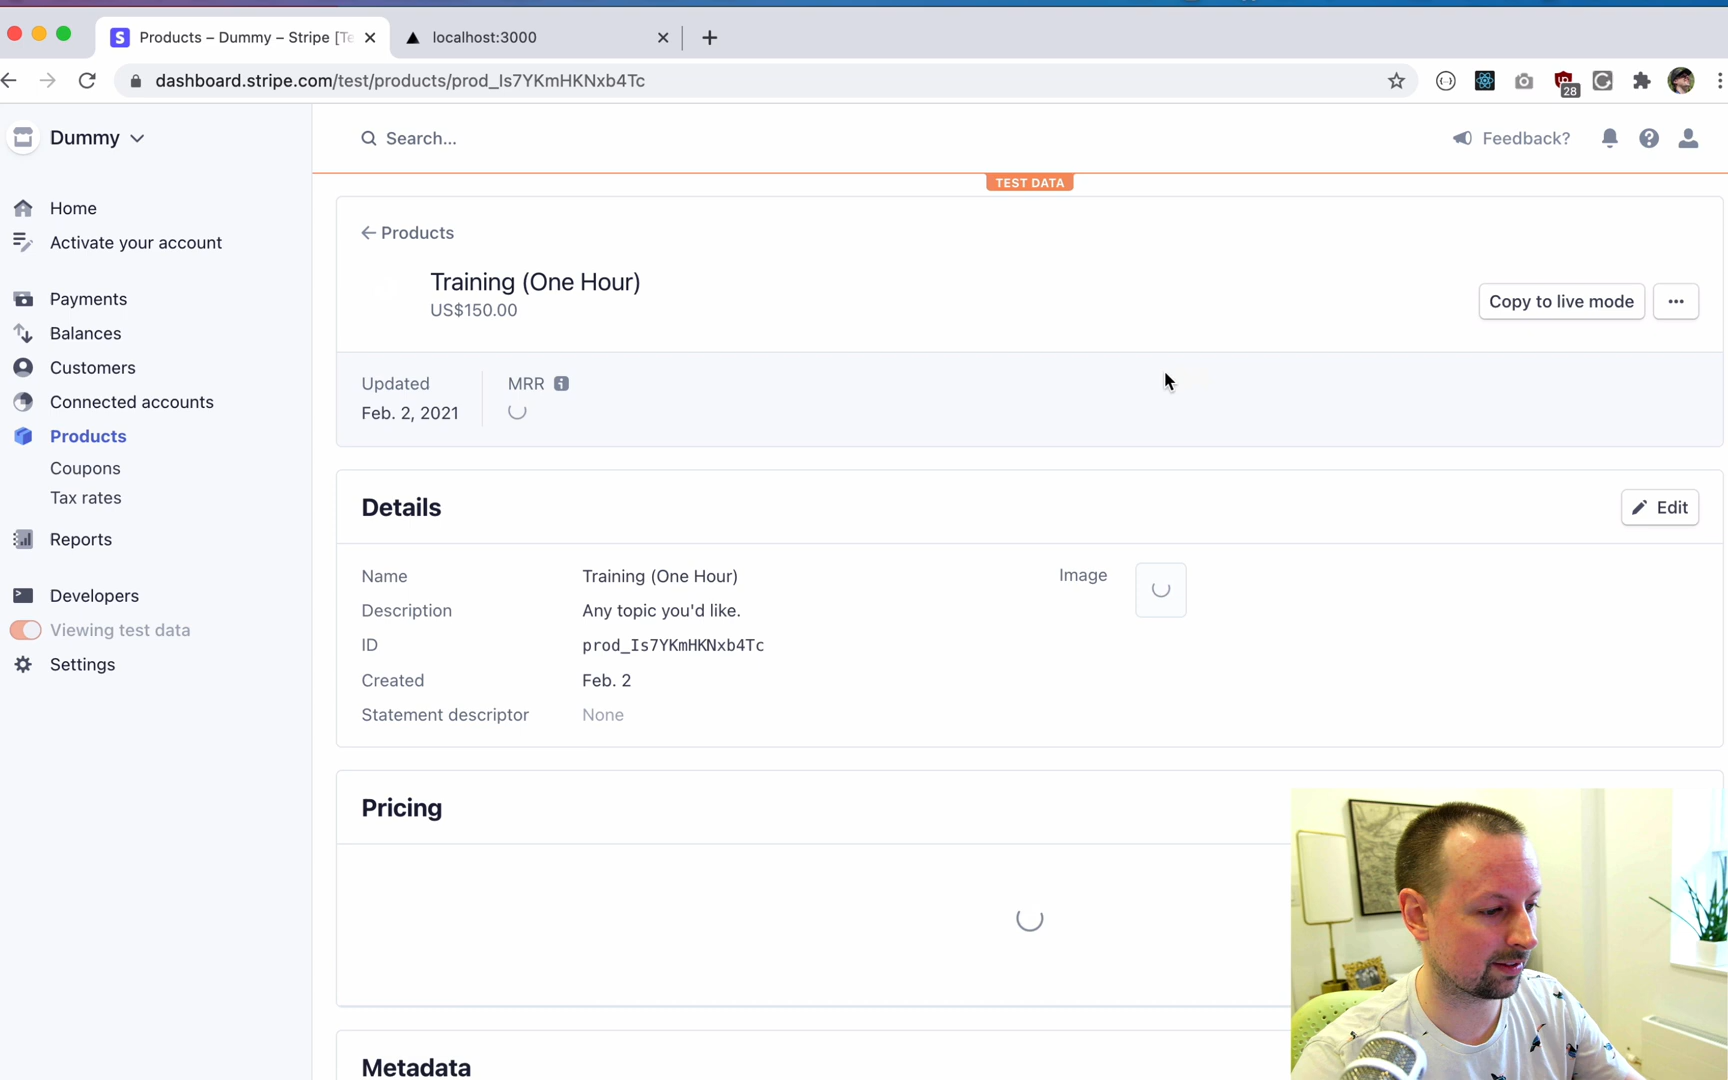 Products – Dummy – Stripe [Te
localhost:3000
dashboard.stripe.com/test/products/prod_Is7YKmHKNxb4Tc
28
Dummy
Search...
Feedback?
TEST DATA
Home
Activate your account
Payments
Balances
Customers
Connected accounts
Products
Coupons
Tax rates
Reports
Developers
Viewing test data
Settings
Products
Training (One Hour)
US$150.00
Copy to live mode
Updated
Feb. 2, 2021
MRR
Details
Edit
Name
Training (One Hour)
Image
Description
Any topic you'd like.
ID
prod_Is7YKmHKNxb4Tc
Created
Feb. 2
Statement descriptor
None
Pricing
Metadata